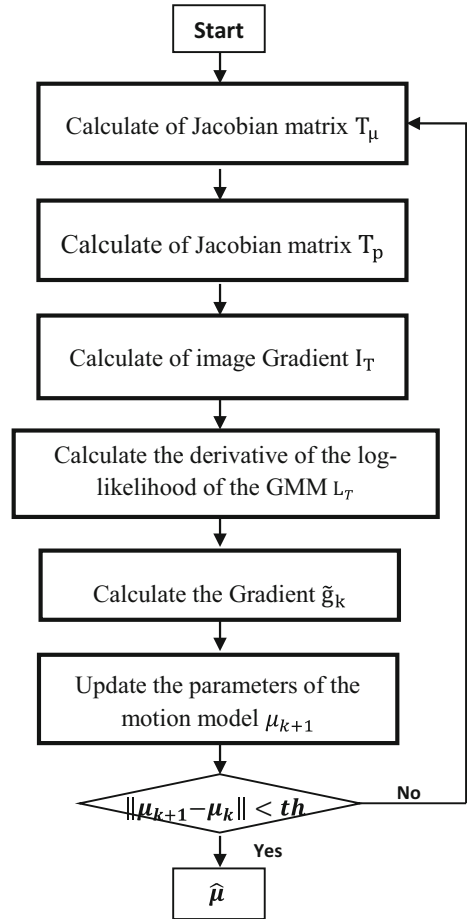 Start
Calculate of Jacobian matrix Tμ
Calculate of Jacobian matrix Tp
Calculate of image Gradient IT
Calculate the derivative of the log-
likelihood of the GMM LT
Calculate the Gradient g̃k
Update the parameters of the
motion model μk+1
‖μk+1−μk‖ < th
No
Yes
μ̂